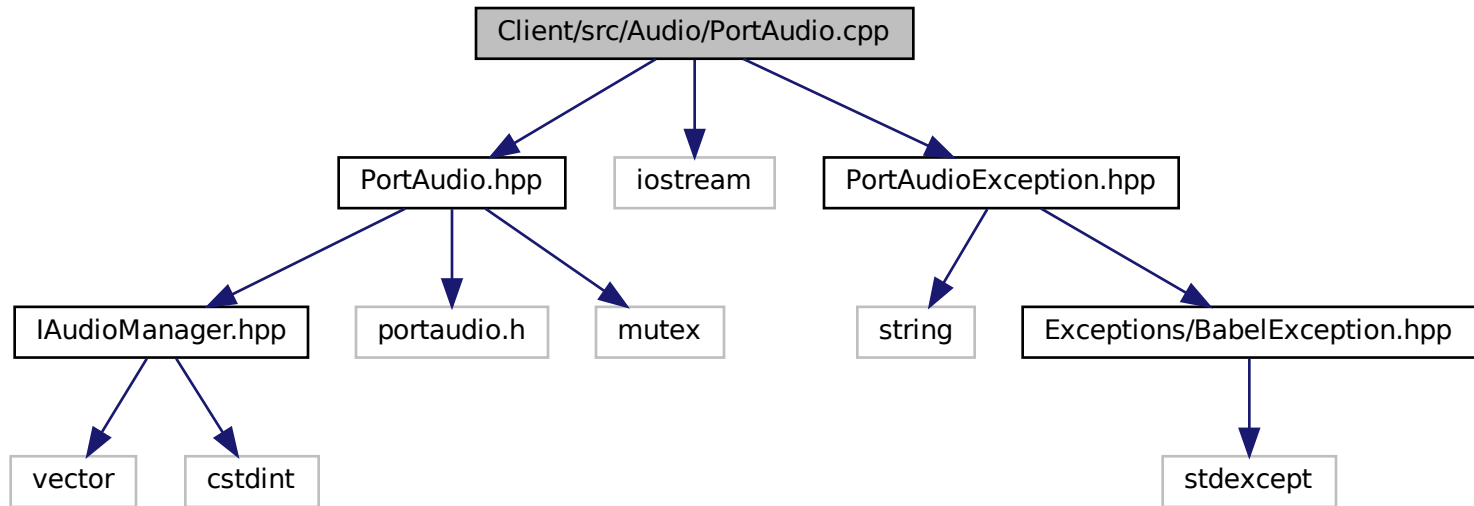 Client/src/Audio/PortAudio.cpp
PortAudio.hpp
iostream
PortAudioException.hpp
IAudioManager.hpp
portaudio.h
mutex
string
Exceptions/BabelException.hpp
vector
cstdint
stdexcept